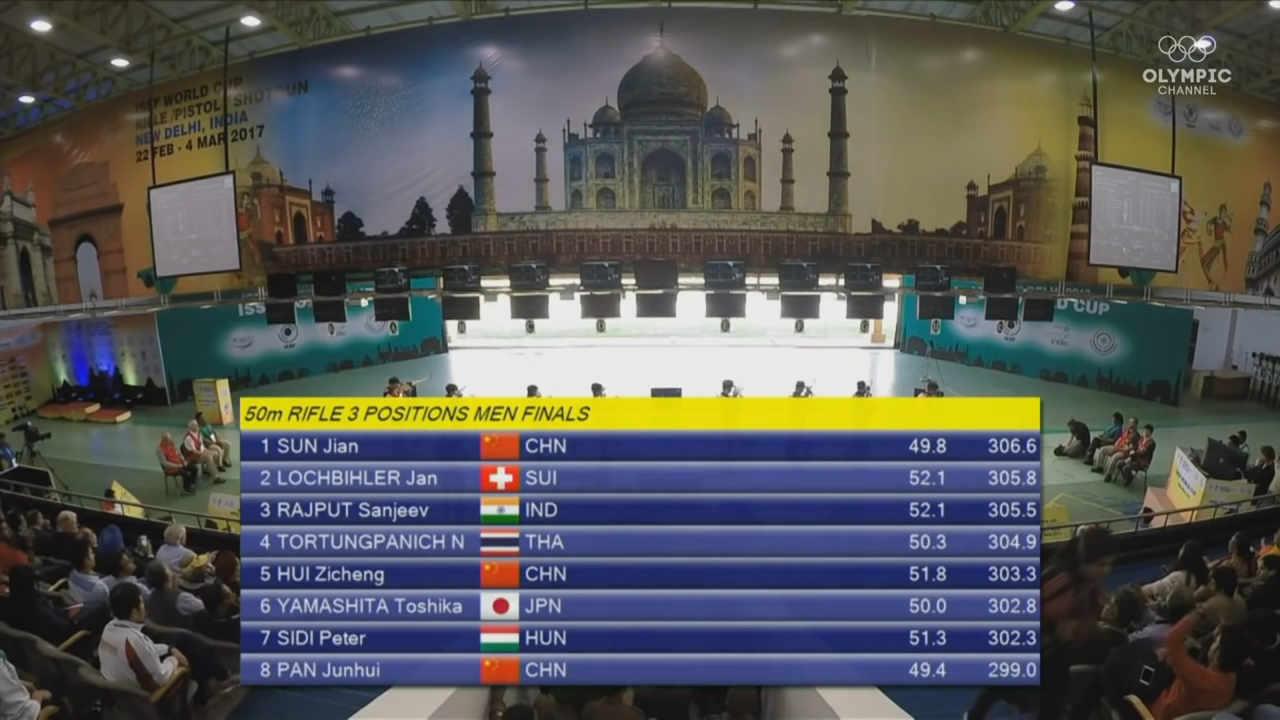 OLYMPIC
CHANNEL
ISSF WORLD CUP
RIFLE /PISTOL/ SHOTGUN
NEW DELHI, INDIA
22 FEB - 4 MAR 2017
ISS
D CUP
50m RIFLE 3 POSITIONS MEN FINALS
1 SUN Jian CHN 49.8 306.6
2 LOCHBIHLER Jan SUI 52.1 305.8
3 RAJPUT Sanjeev IND 52.1 305.5
4 TORTUNGPANICH N THA 50.3 304.9
5 HUI Zicheng CHN 51.8 303.3
6 YAMASHITA Toshika JPN 50.0 302.8
7 SIDI Peter HUN 51.3 302.3
8 PAN Junhui CHN 49.4 299.0